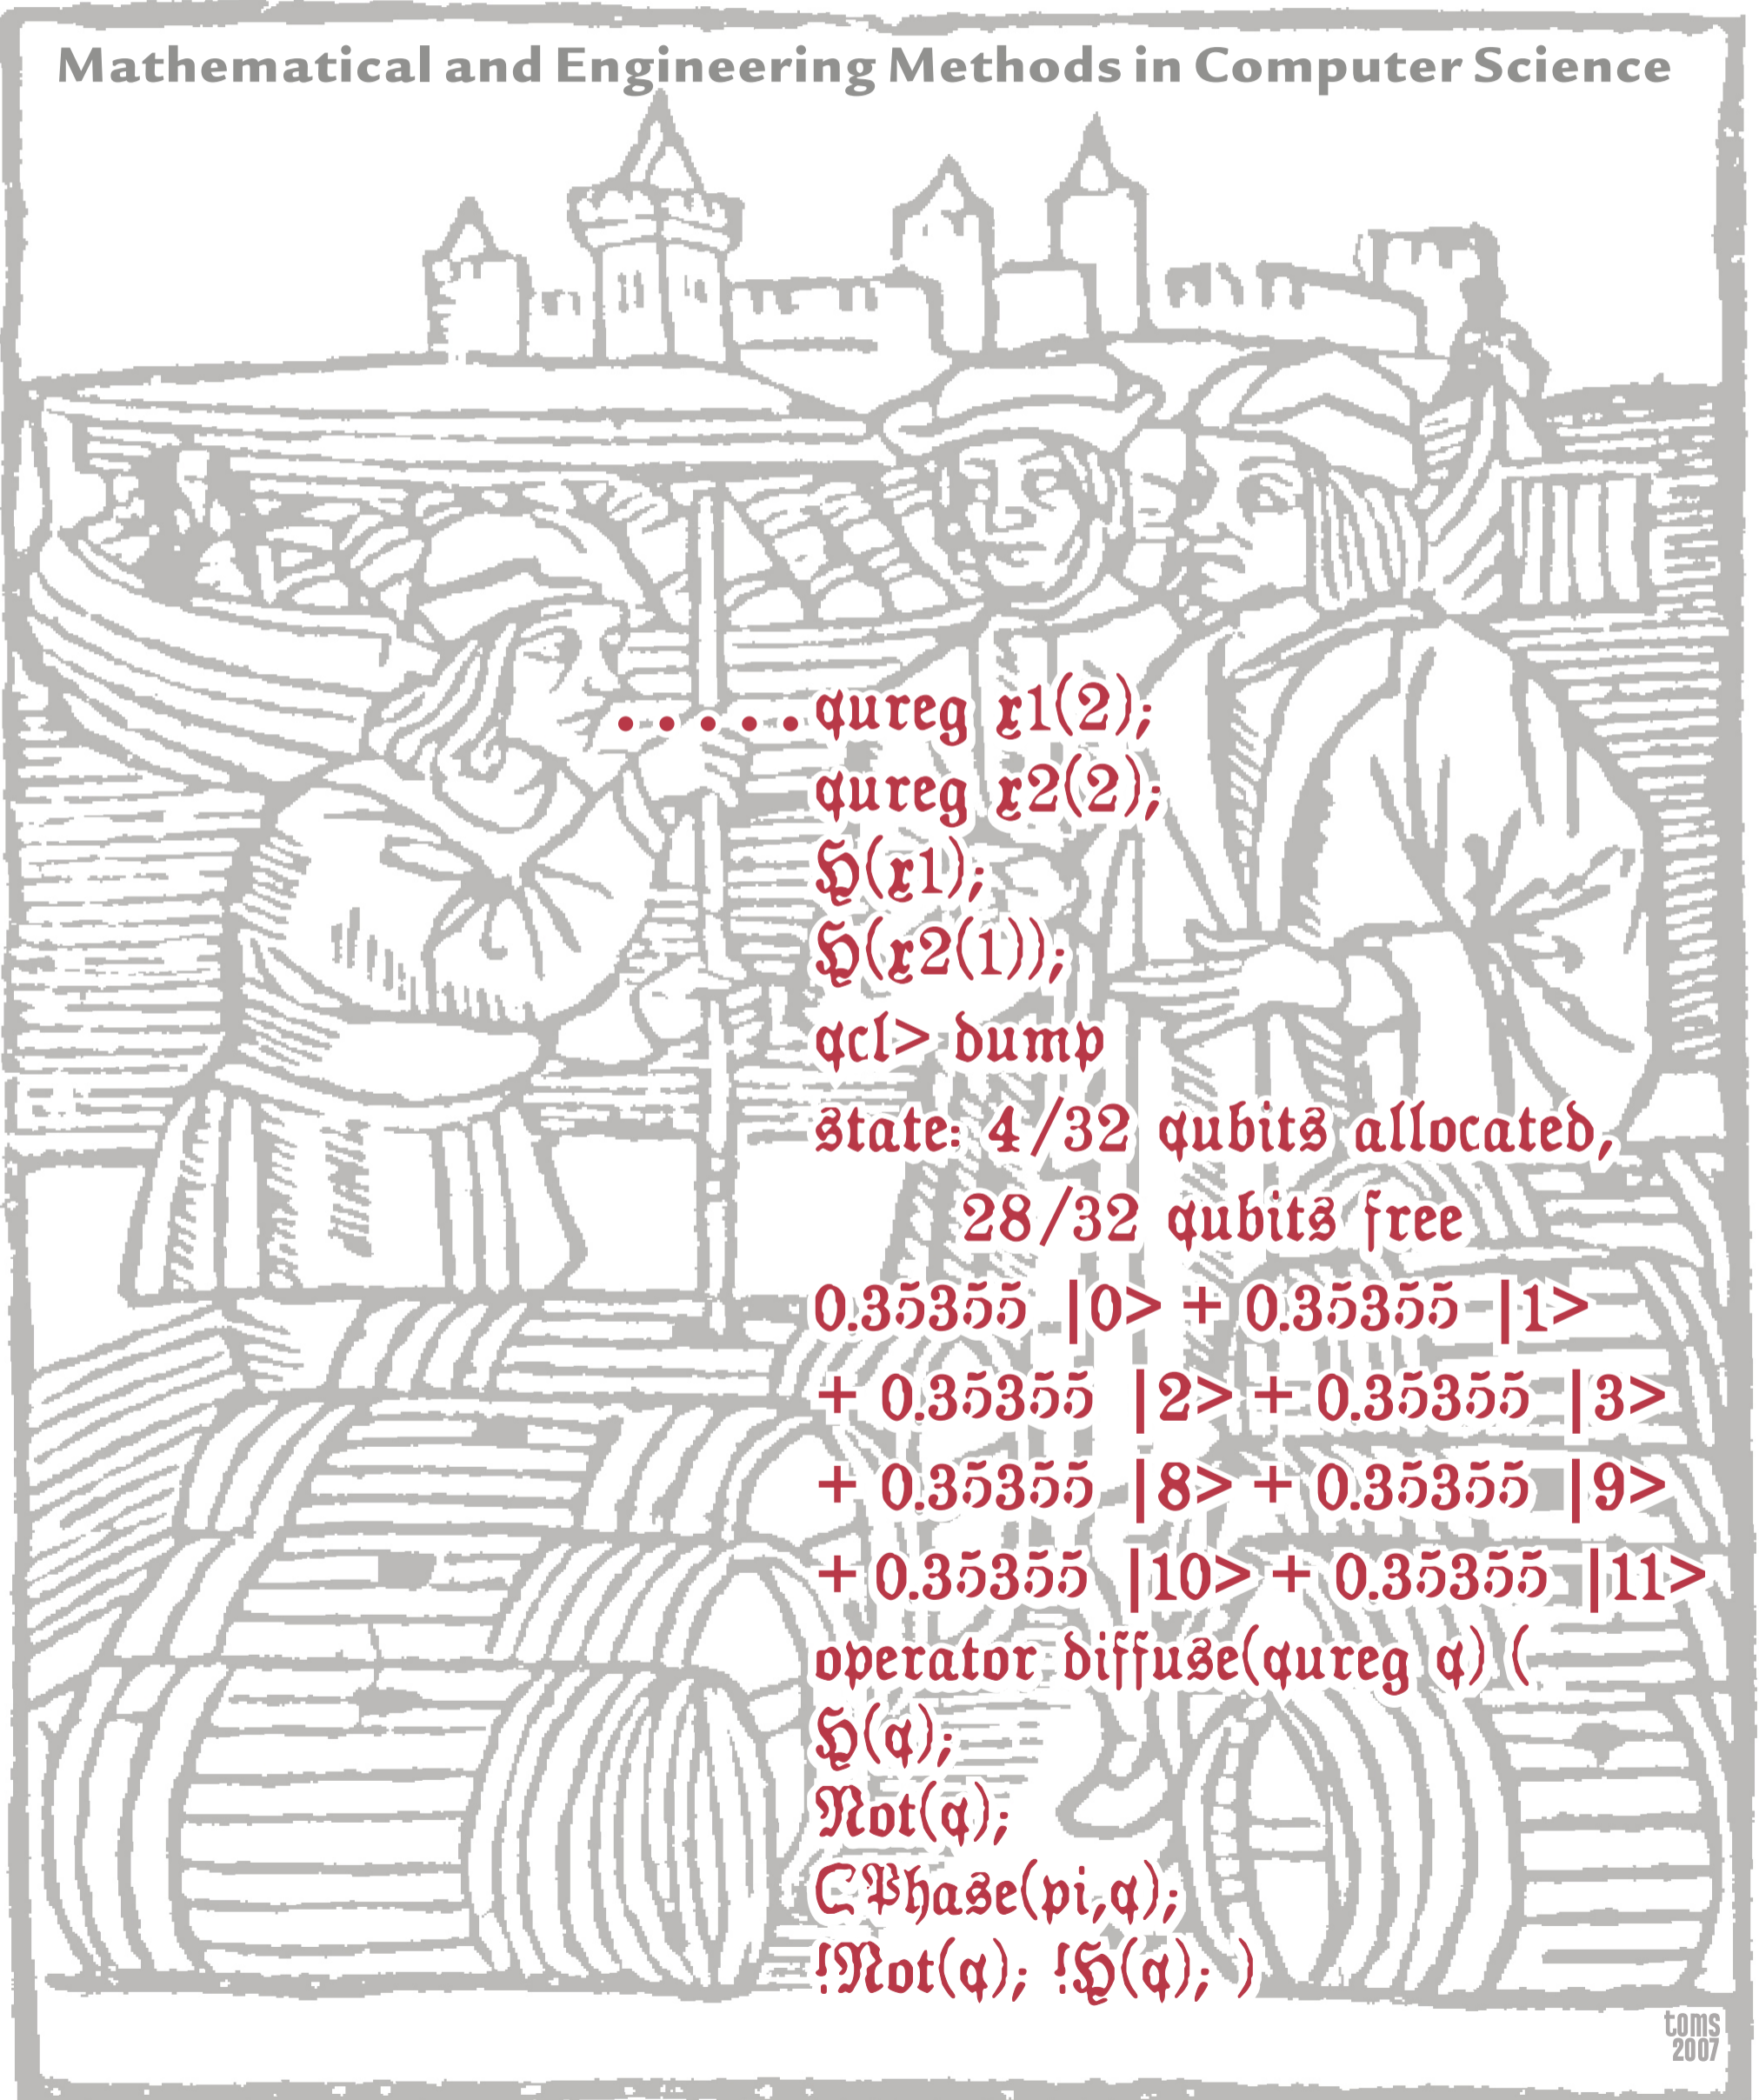 Mathematical and Engineering Methods in Computer Science
.....qureg x1(2);
qureg x2(2);
H(x1);
H(x2(1));
qcl> dump
state: 4/32 qubits allocated,
28/32 qubits free
0.35355 |0> + 0.35355 |1>
+ 0.35355 |2> + 0.35355 |3>
+ 0.35355 |8> + 0.35355 |9>
+ 0.35355 |10> + 0.35355 |11>
operator diffuse(qureg q) (
H(q);
Not(q);
CPhase(pi,q);
!Not(q); !H(q); )
toms
2007